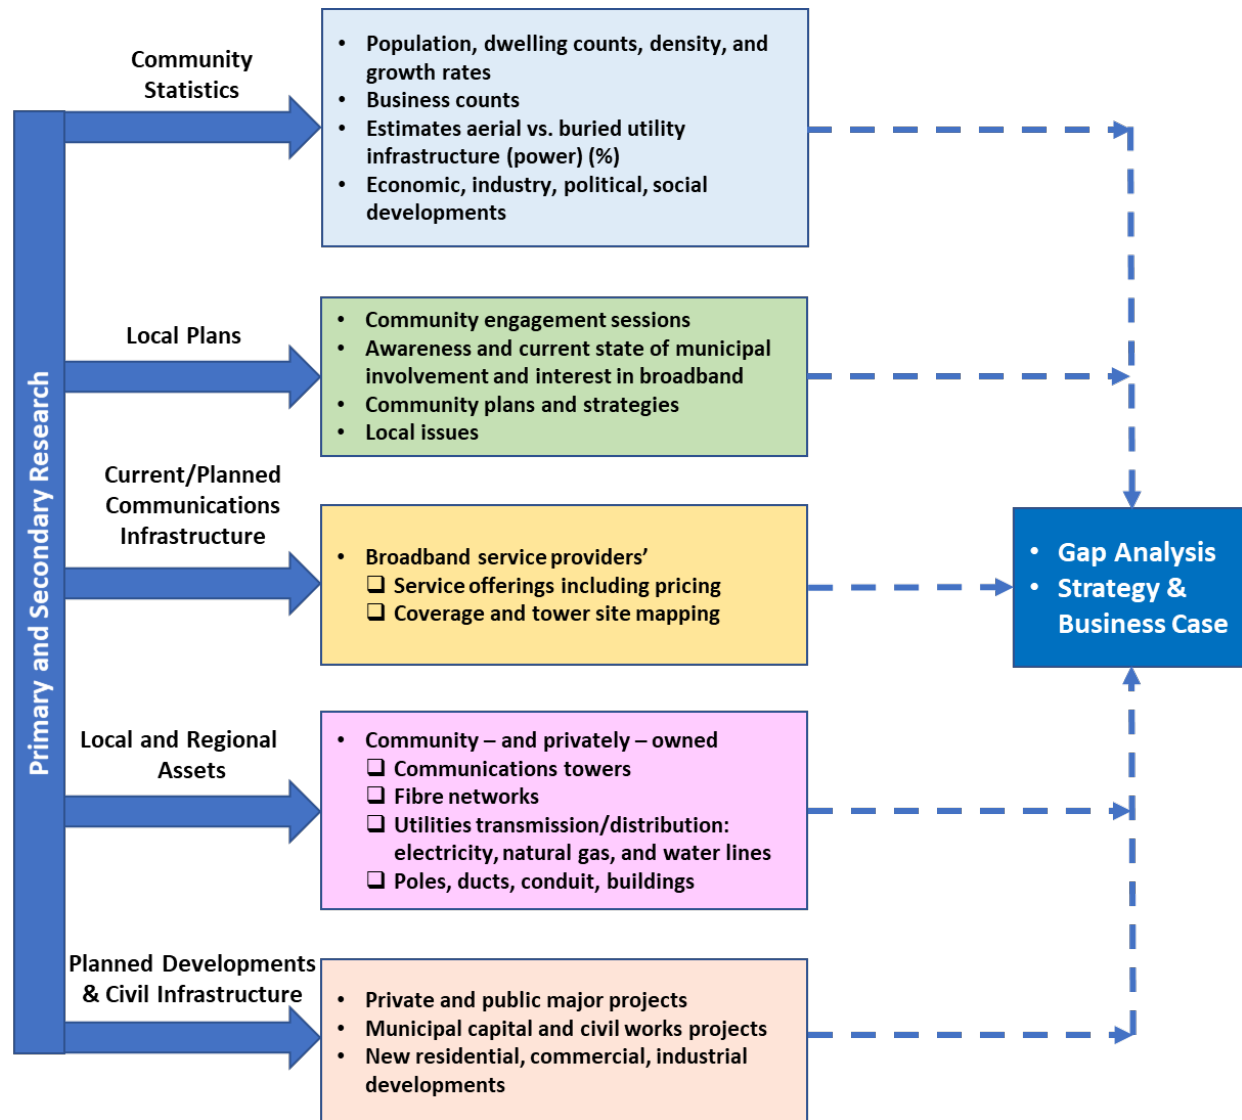 Primary and Secondary Research
Community
Statistics
• Population, dwelling counts, density, and
growth rates
• Business counts
• Estimates aerial vs. buried utility
infrastructure (power) (%)
• Economic, industry, political, social
developments
Local Plans
• Community engagement sessions
• Awareness and current state of municipal
involvement and interest in broadband
• Community plans and strategies
• Local issues
Current/Planned
Communications
Infrastructure
• Broadband service providers’
❑ Service offerings including pricing
❑ Coverage and tower site mapping
Local and Regional
Assets
• Community – and privately – owned
❑ Communications towers
❑ Fibre networks
❑ Utilities transmission/distribution:
electricity, natural gas, and water lines
❑ Poles, ducts, conduit, buildings
Planned Developments
& Civil Infrastructure
• Private and public major projects
• Municipal capital and civil works projects
• New residential, commercial, industrial
developments
• Gap Analysis
• Strategy &
Business Case